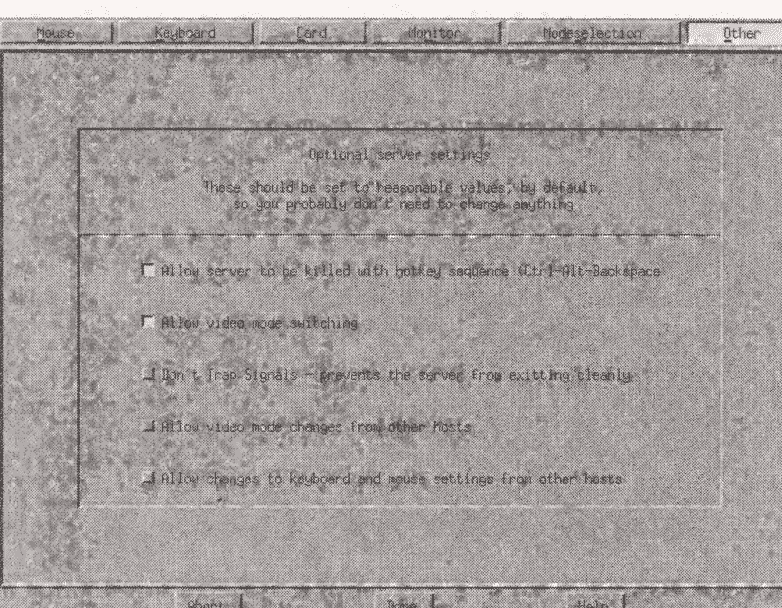 Mouse
Keyboard
Card
Monitor
Modeselection
Other
Optional server settings
These should be set to reasonable values, by default,
so you probably don't need to change anything
Allow server to be killed with hotkey sequence (Ctrl-Alt-Backspace
Allow video mode switching
Don't Trap Signals - prevents the server from exitting cleanly
Allow video mode changes from other hosts
Allow changes to keyboard and mouse settings from other hosts
Abort
Done
Help